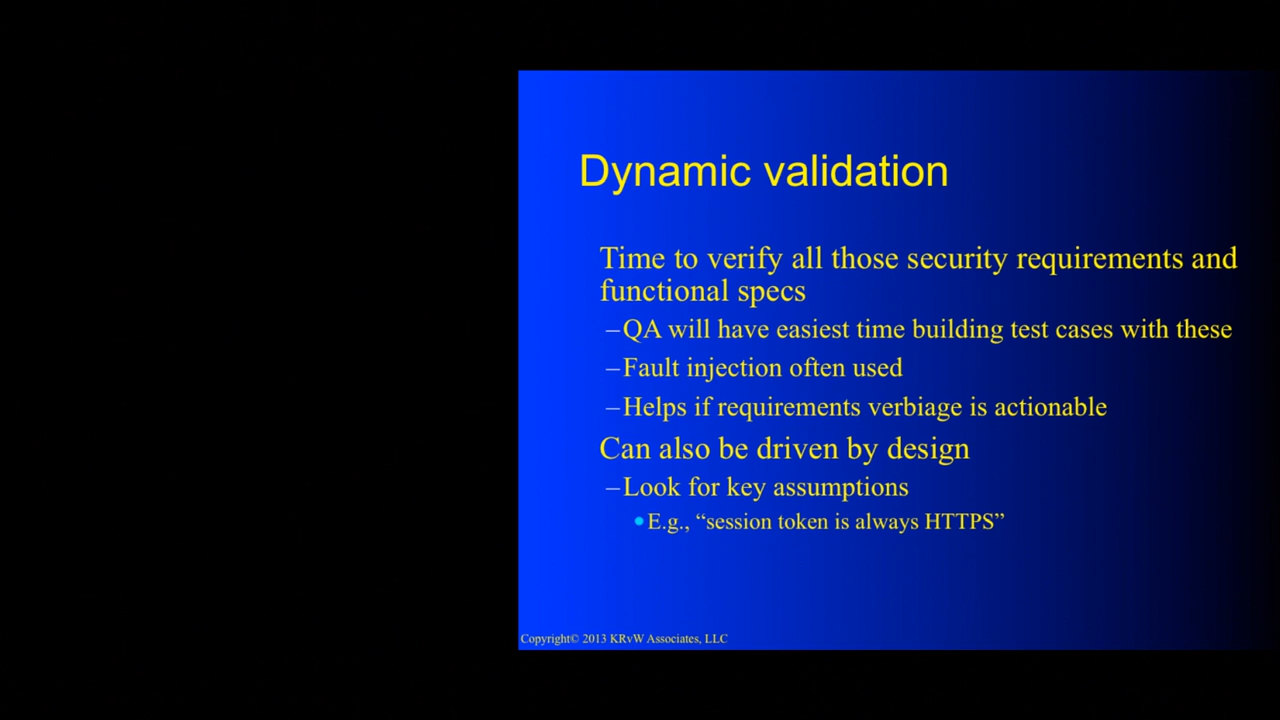 Dynamic validation
Time to verify all those security requirements and
functional specs
–QA will have easiest time building test cases with these
–Fault injection often used
–Helps if requirements verbiage is actionable
Can also be driven by design
–Look for key assumptions
•E.g., “session token is always HTTPS”
Copyright© 2013 KRvW Associates, LLC